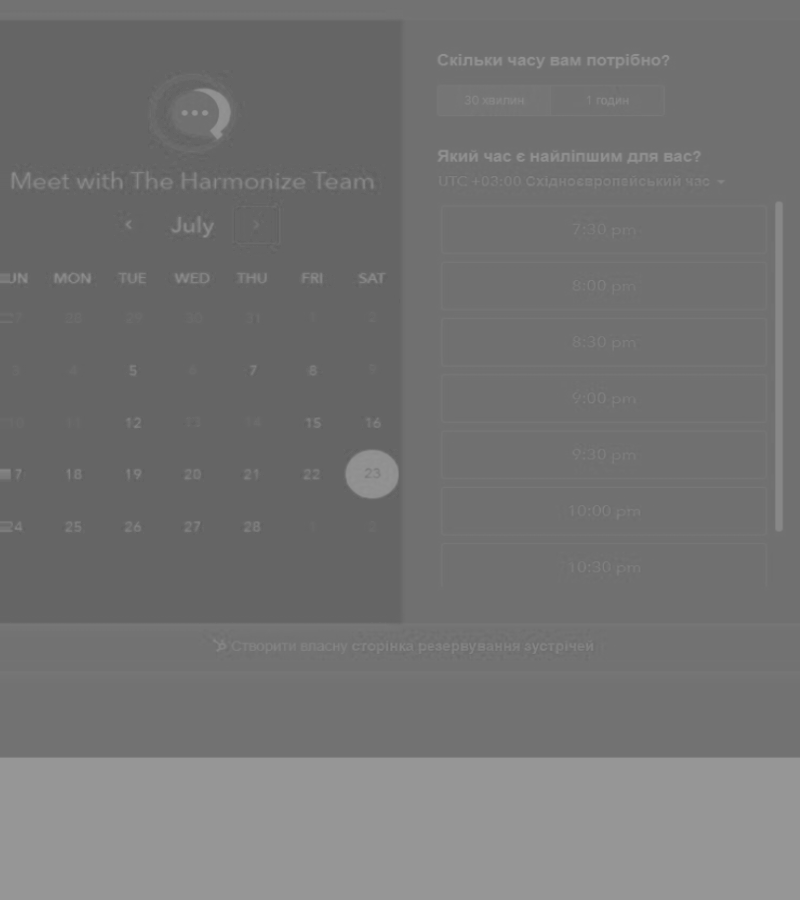 Meet with The Harmonize Team
‹ July ›
UN MON TUE WED THU FRI SAT
28 29 30 31 1 2
3 4 5 6 7 8 9
10 11 12 13 14 15 16
17 18 19 20 21 22 23
24 25 26 27 28 1 2
Скільки часу вам потрібно?
30 хвилин 1 годин
Який час є найліпшим для вас?
UTC +03:00 Східноєвропейський час
7:30 pm
8:00 pm
8:30 pm
9:00 pm
9:30 pm
10:00 pm
10:30 pm
Створити власну сторінка резервування зустрічей